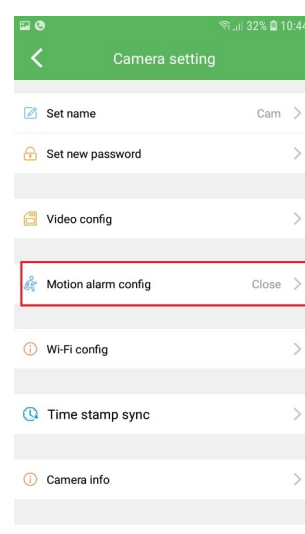 32% 10:44
Camera setting
Set name Cam
Set new password
Video config
Motion alarm config Close
Wi-Fi config
Time stamp sync
Camera info